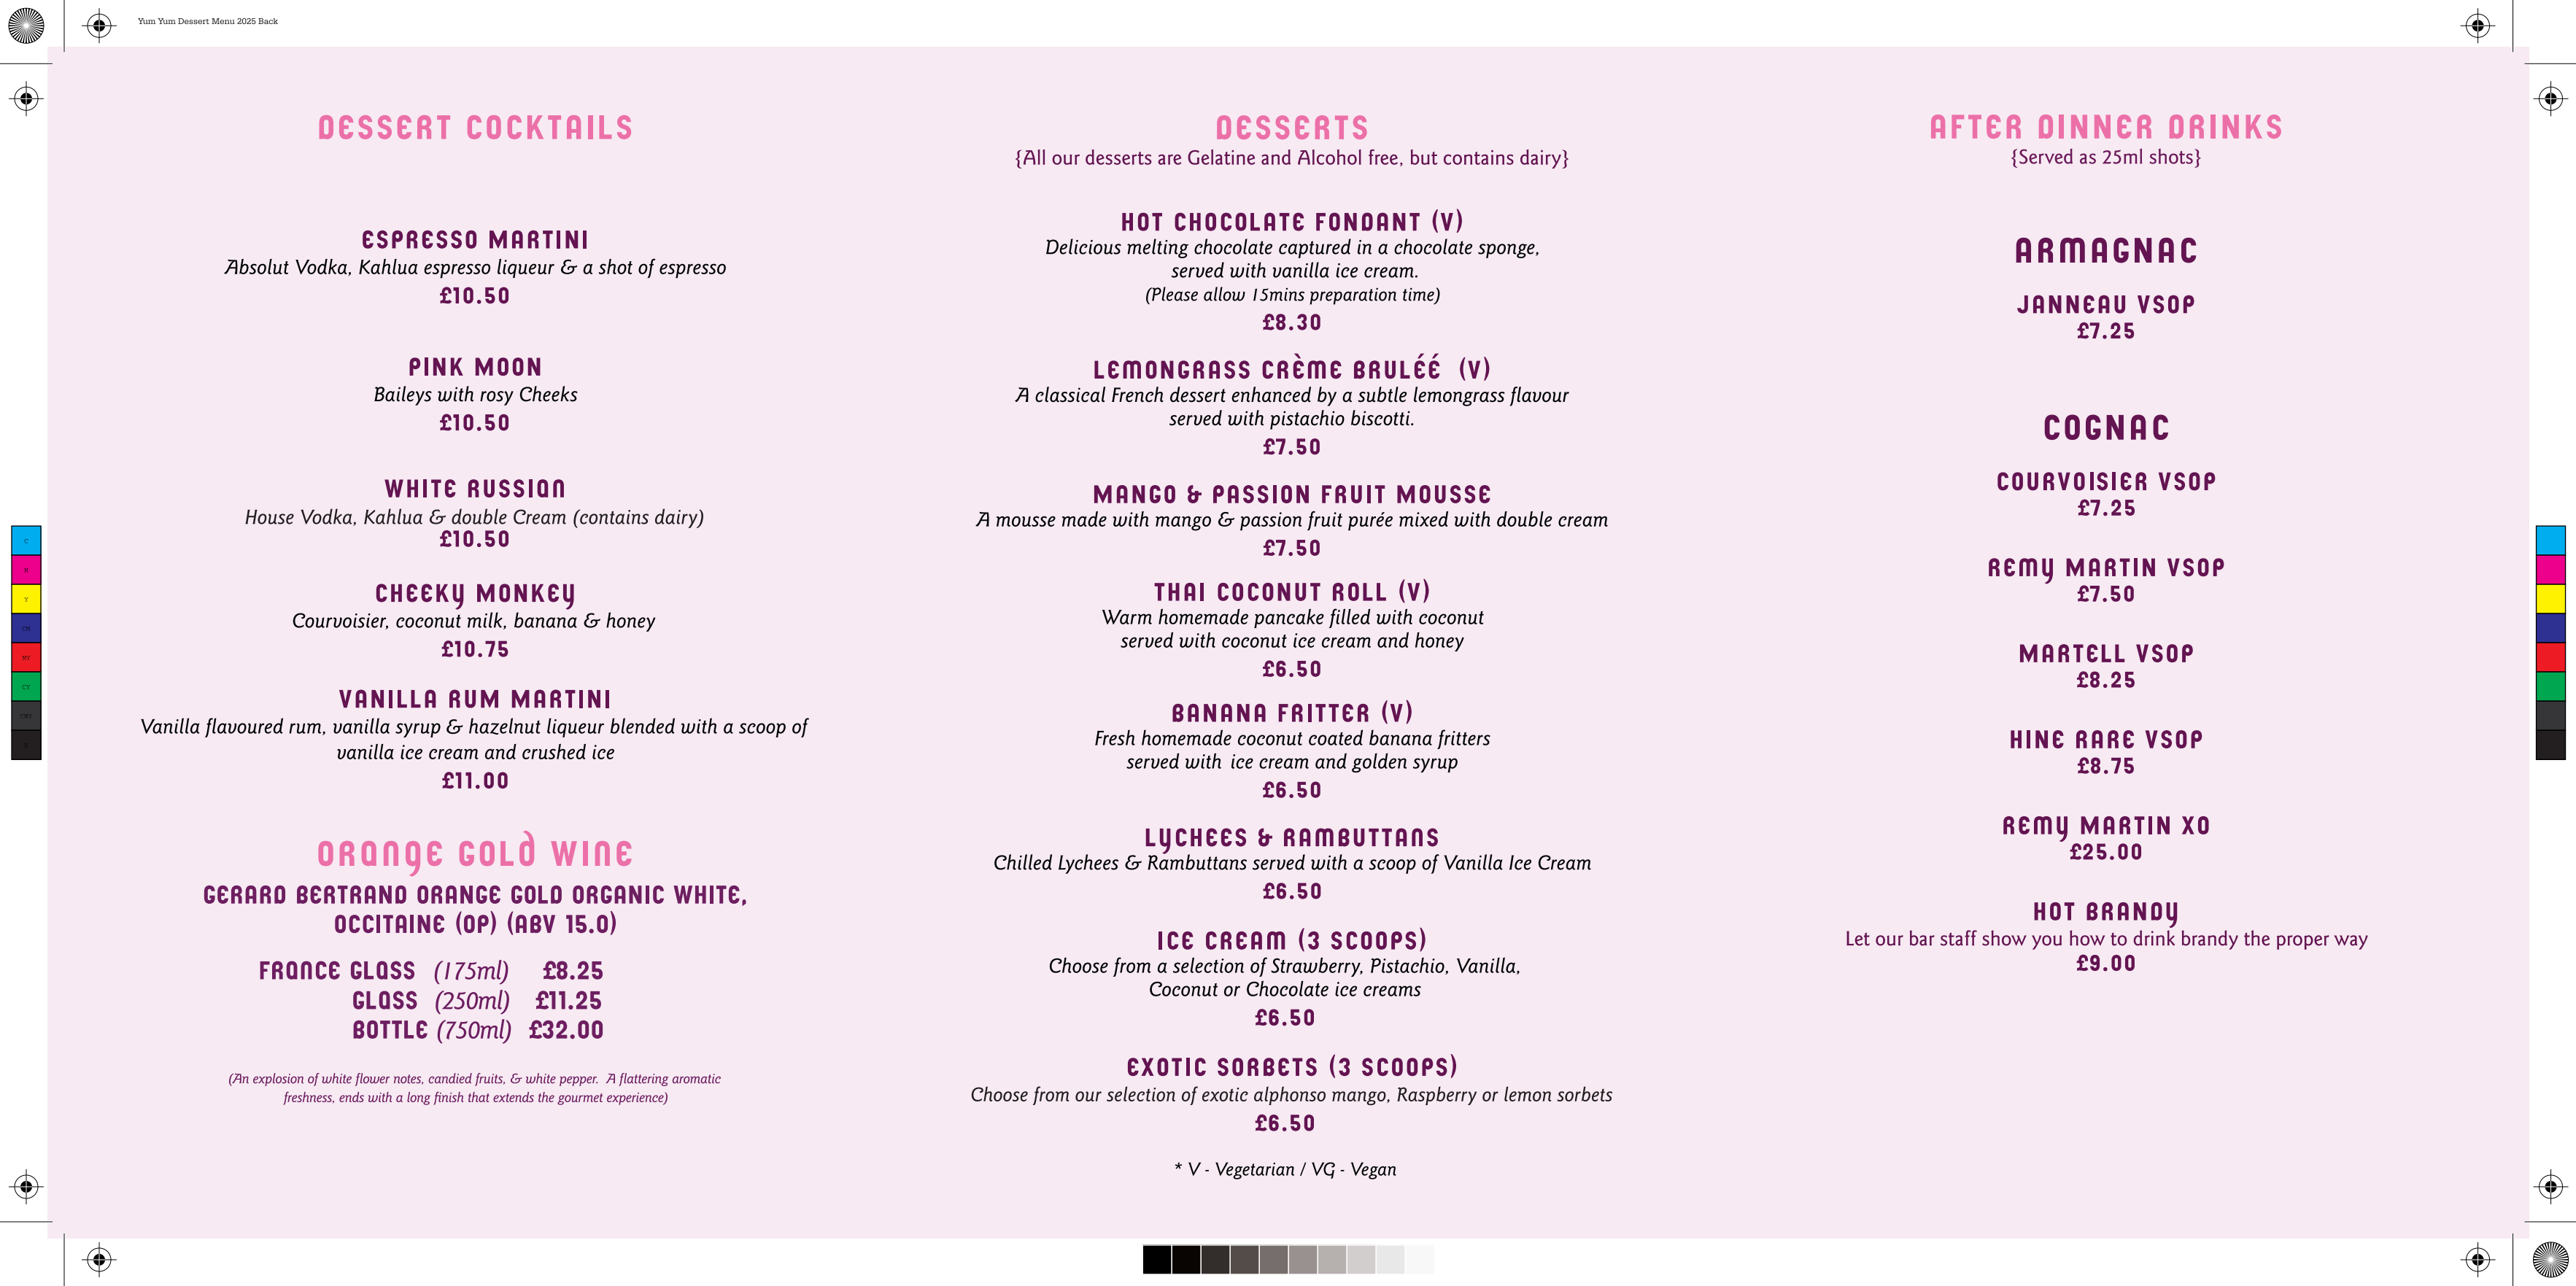 Yum Yum Dessert Menu 2025 Back
DESSERT COCKTAILS
ESPRESSO MARTINI
Absolut Vodka, Kahlua espresso liqueur & a shot of espresso
£10.50
PINK MOON
Baileys with rosy Cheeks
£10.50
WHITE RUSSIAN
House Vodka, Kahlua & double Cream (contains dairy)
£10.50
CHEEKY MONKEY
Courvoisier, coconut milk, banana & honey
£10.75
VANILLA RUM MARTINI
Vanilla flavoured rum, vanilla syrup & hazelnut liqueur blended with a scoop of
vanilla ice cream and crushed ice
£11.00
ORANGE GOLD WINE
GERARD BERTRAND ORANGE GOLD ORGANIC WHITE,
OCCITAINE (OP) (ABV 15.0)
FRANCE GLASS (175ml) £8.25
GLASS (250ml) £11.25
BOTTLE (750ml) £32.00
(An explosion of white flower notes, candied fruits, & white pepper. A flattering aromatic
freshness, ends with a long finish that extends the gourmet experience)
DESSERTS
{All our desserts are Gelatine and Alcohol free, but contains dairy}
HOT CHOCOLATE FONDANT (V)
Delicious melting chocolate captured in a chocolate sponge,
served with vanilla ice cream.
(Please allow 15mins preparation time)
£8.30
LEMONGRASS CRÈME BRULÉÉ (V)
A classical French dessert enhanced by a subtle lemongrass flavour
served with pistachio biscotti.
£7.50
MANGO & PASSION FRUIT MOUSSE
A mousse made with mango & passion fruit purée mixed with double cream
£7.50
THAI COCONUT ROLL (V)
Warm homemade pancake filled with coconut
served with coconut ice cream and honey
£6.50
BANANA FRITTER (V)
Fresh homemade coconut coated banana fritters
served with ice cream and golden syrup
£6.50
LYCHEES & RAMBUTTANS
Chilled Lychees & Rambuttans served with a scoop of Vanilla Ice Cream
£6.50
ICE CREAM (3 SCOOPS)
Choose from a selection of Strawberry, Pistachio, Vanilla,
Coconut or Chocolate ice creams
£6.50
EXOTIC SORBETS (3 SCOOPS)
Choose from our selection of exotic alphonso mango, Raspberry or lemon sorbets
£6.50
* V - Vegetarian / VG - Vegan
AFTER DINNER DRINKS
{Served as 25ml shots}
ARMAGNAC
JANNEAU VSOP
£7.25
COGNAC
COURVOISIER VSOP
£7.25
REMY MARTIN VSOP
£7.50
MARTELL VSOP
£8.25
HINE RARE VSOP
£8.75
REMY MARTIN XO
£25.00
HOT BRANDY
Let our bar staff show you how to drink brandy the proper way
£9.00
C
M
Y
CM
MY
CY
CMY
K